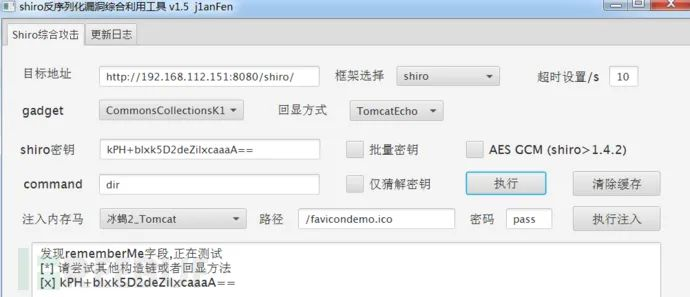 shiro反序列化漏洞综合利用工具 v1.5 j1anFen
Shiro综合攻击 更新日志
目标地址 http://192.168.112.151:8080/shiro/ 框架选择 shiro 超时设置/s 10
gadget CommonsCollectionsK1 回显方式 TomcatEcho
shiro密钥 kPH+bIxk5D2deZiIxcaaaA== 批量密钥 AES GCM (shiro>1.4.2)
command dir 仅猜解密钥 执行 清除缓存
注入内存马 冰蝎2_Tomcat 路径 /favicondemo.ico 密码 pass 执行注入
发现rememberMe字段,正在测试
[*] 请尝试其他构造链或者回显方法
[x] kPH+bIxk5D2deZiIxcaaaA==